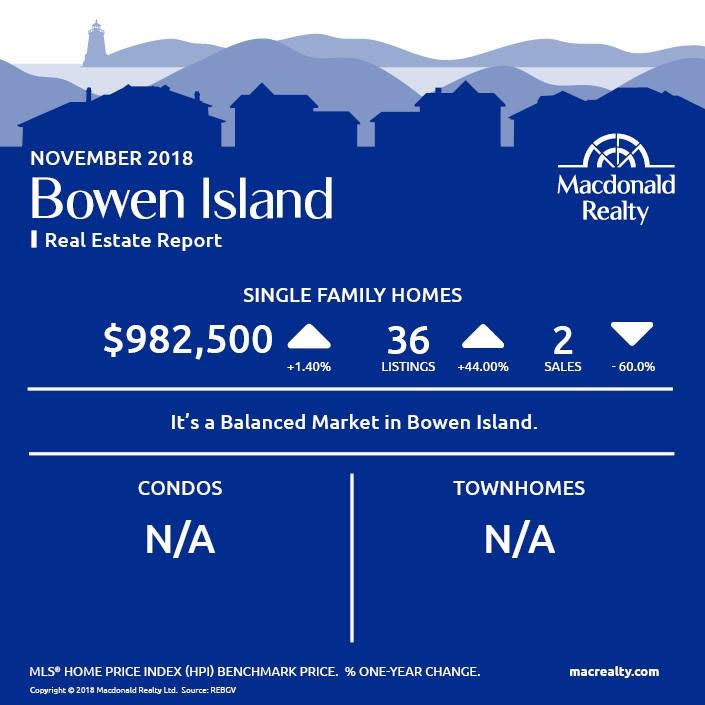 NOVEMBER 2018
Bowen Island
Real Estate Report
Macdonald
Realty
SINGLE FAMILY HOMES
$982,500
+1.40%
36
LISTINGS
+44.00%
2
SALES
- 60.0%
It's a Balanced Market in Bowen Island.
CONDOS
N/A
TOWNHOMES
N/A
MLS® HOME PRICE INDEX (HPI) BENCHMARK PRICE. % ONE-YEAR CHANGE.
macrealty.com
Copyright © 2018 Macdonald Realty Ltd. Source: REBGV